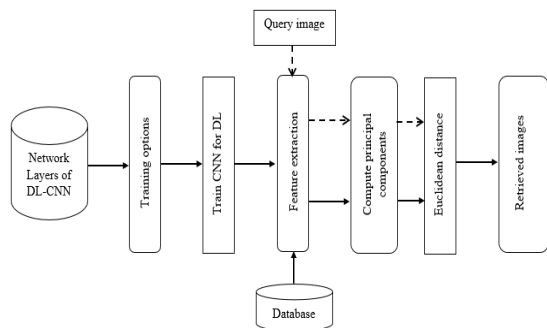 Query image
Network
Layers of
DL-CNN
Training options
Train CNN for DL
Feature extraction
Compute principal
components
Euclidean distance
Retrieved images
Database